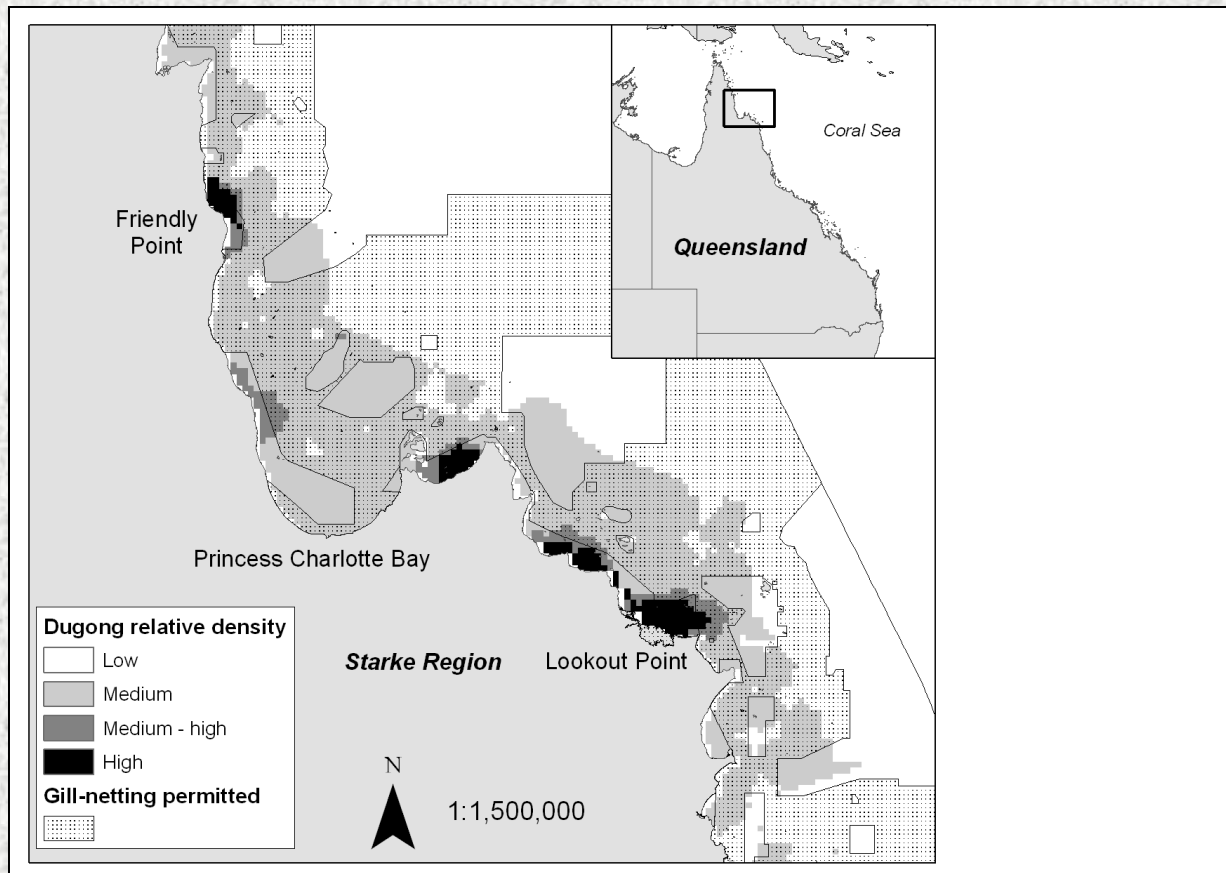 Coral Sea
Queensland
Friendly
Point
Princess Charlotte Bay
Starke Region
Lookout Point
Dugong relative density
Low
Medium
Medium - high
High
Gill-netting permitted
N
1:1,500,000